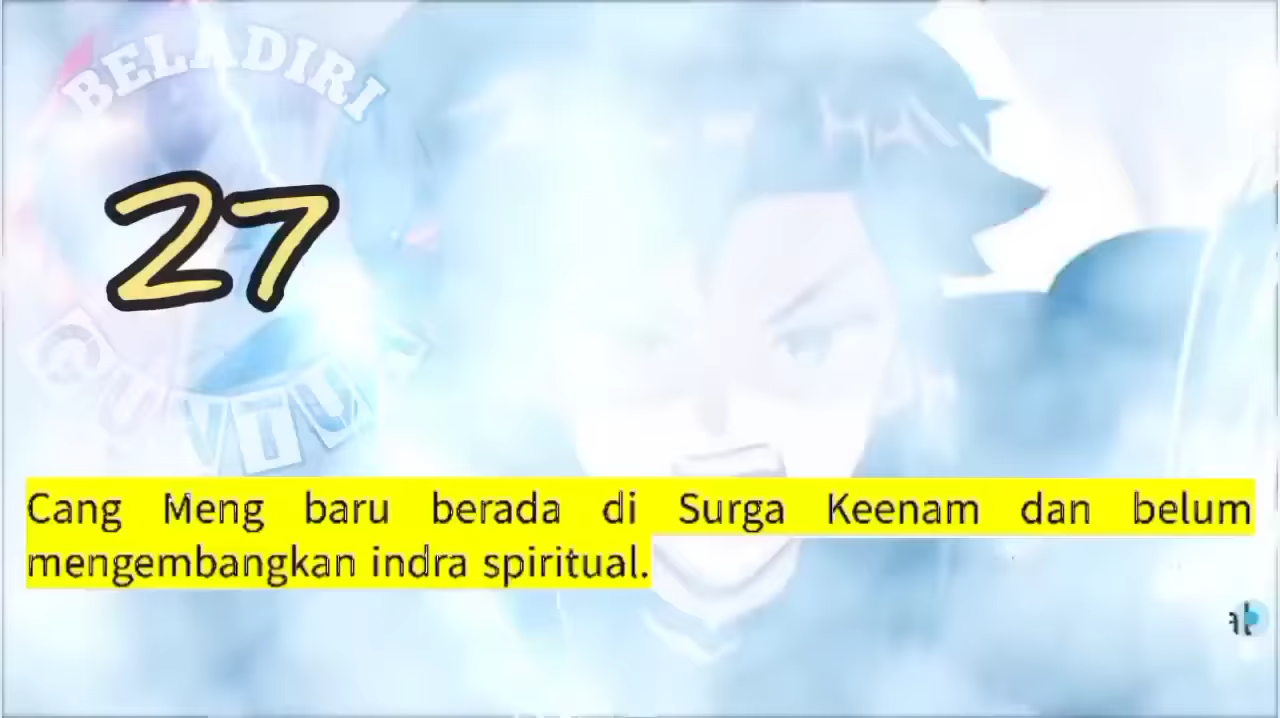 BELADIRI
27
Cang Meng baru berada di Surga Keenam dan belum
mengembangkan indra spiritual.